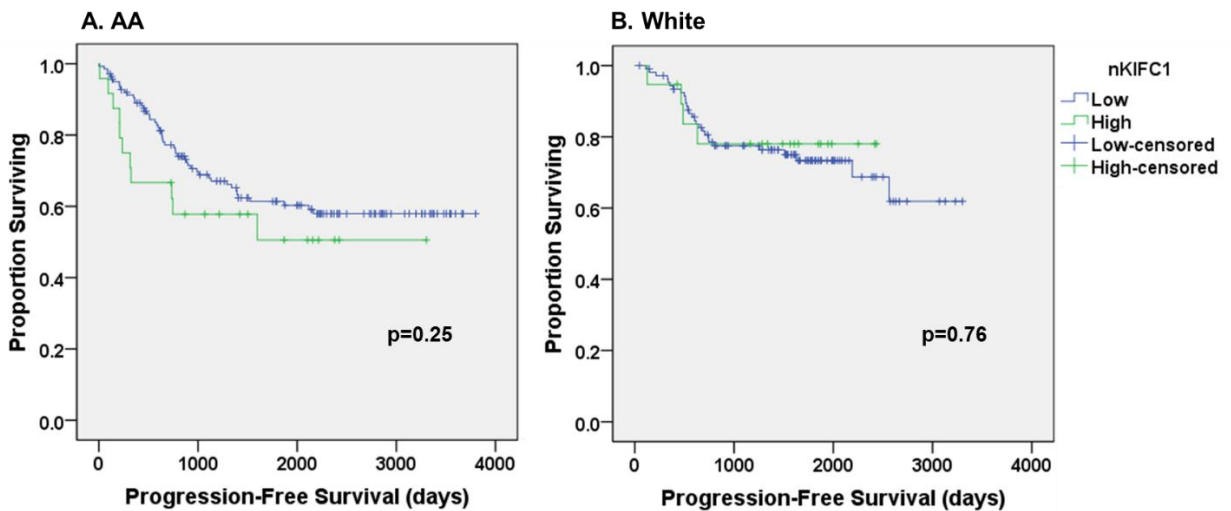 A. AA
Proportion Surviving
1.0
0.8
0.6
0.4
0.2
0.0
p=0.25
0 1000 2000 3000 4000
Progression-Free Survival (days)
B. White
Proportion Surviving
1.0
0.8
0.6
0.4
0.2
0.0
p=0.76
0 1000 2000 3000 4000
Progression-Free Survival (days)
nKIFC1
Low
High
Low-censored
High-censored